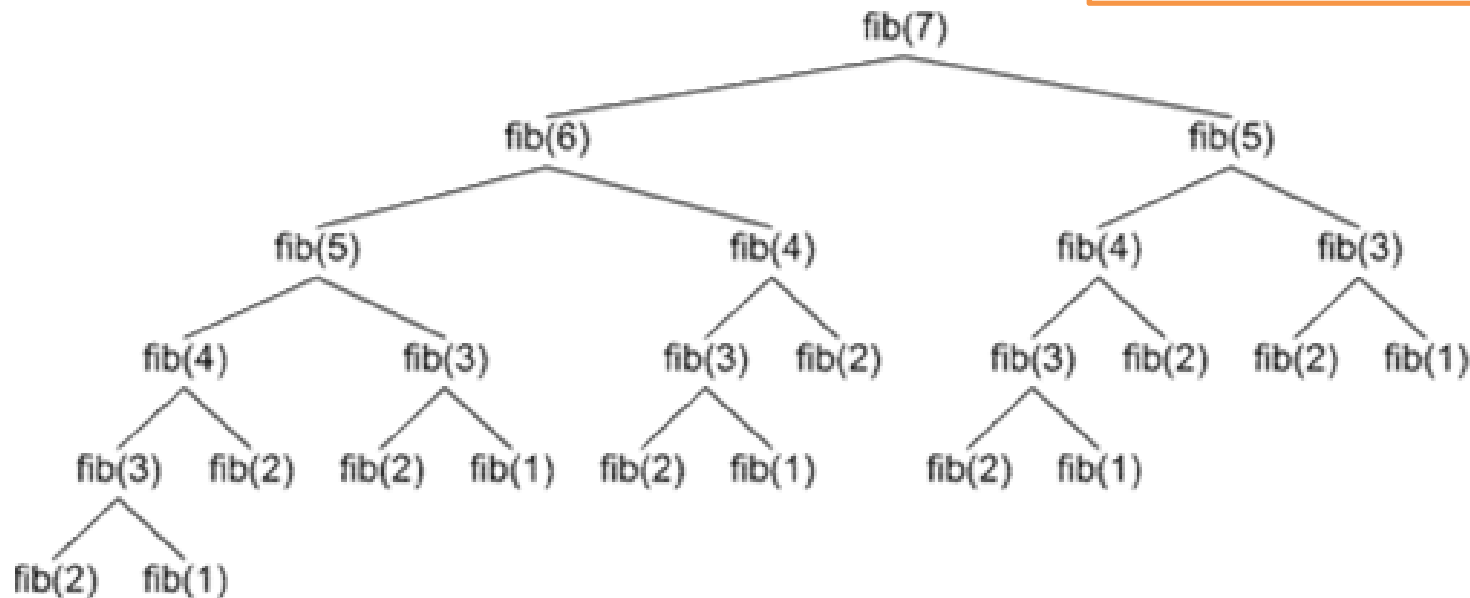 fib(7)
fib(6) fib(5)
fib(5) fib(4) fib(4) fib(3)
fib(4) fib(3) fib(3) fib(2) fib(3) fib(2) fib(2) fib(1)
fib(3) fib(2) fib(2) fib(1) fib(2) fib(1) fib(2) fib(1)
fib(2) fib(1)